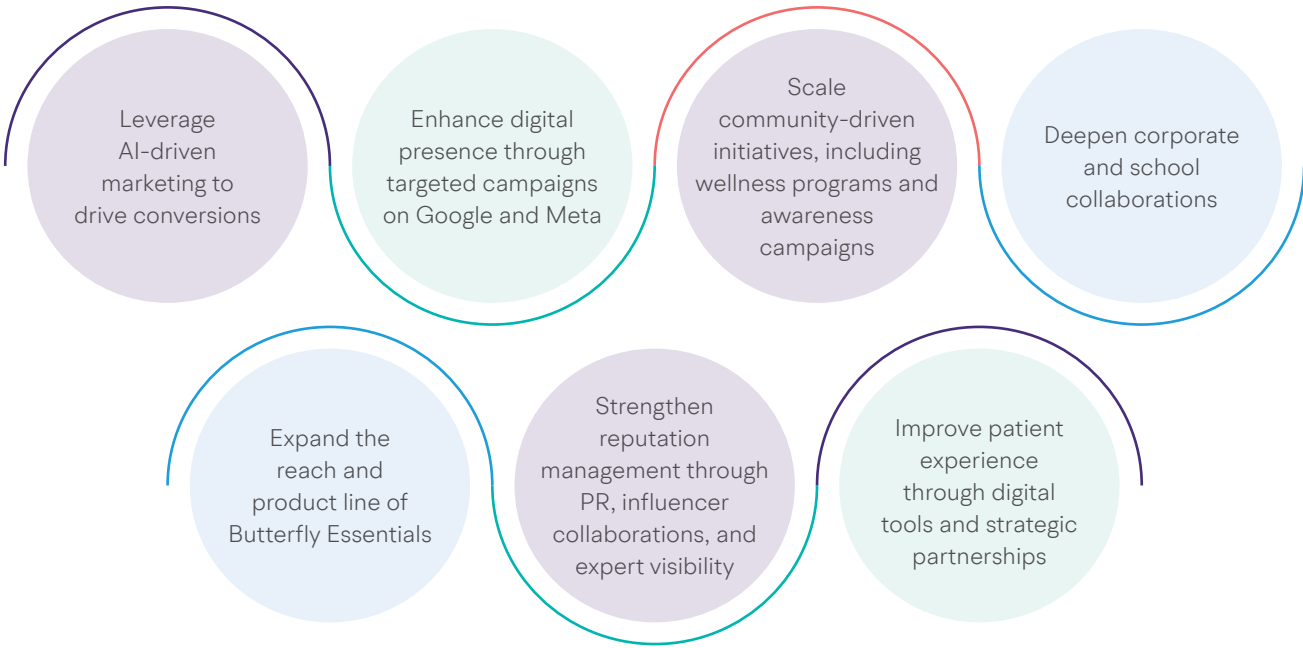 Leverage
AI-driven
marketing to
drive conversions
Enhance digital
presence through
targeted campaigns
on Google and Meta
Scale
community-driven
initiatives, including
wellness programs and
awareness
campaigns
Deepen corporate
and school
collaborations
Expand the
reach and
product line of
Butterfly Essentials
Strengthen
reputation
management through
PR, influencer
collaborations, and
expert visibility
Improve patient
experience
through digital
tools and strategic
partnerships